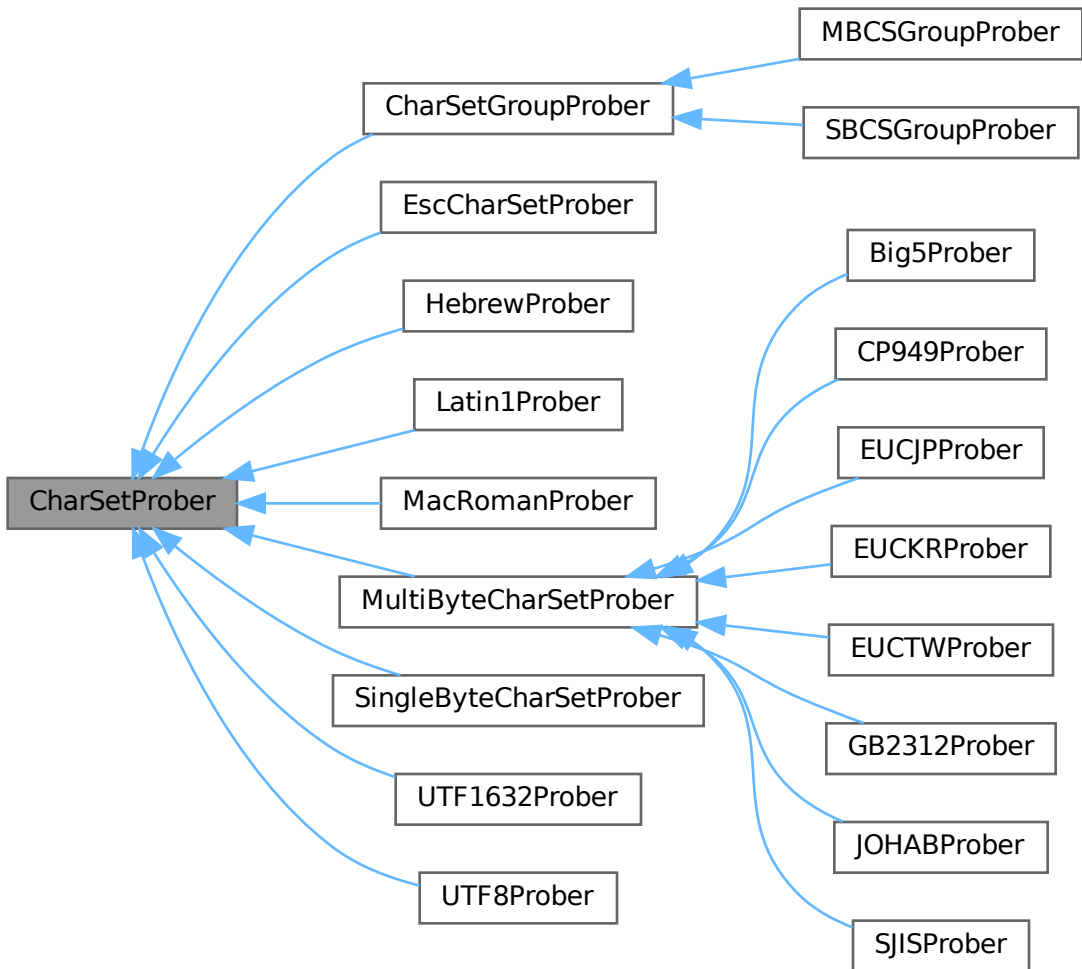 MBCSGroupProber
CharSetGroupProber
SBCSGroupProber
EscCharSetProber
Big5Prober
HebrewProber
CP949Prober
Latin1Prober
EUCJPProber
CharSetProber
MacRomanProber
EUCKRProber
MultiByteCharSetProber
EUCTWProber
SingleByteCharSetProber
GB2312Prober
UTF1632Prober
JOHABProber
UTF8Prober
SJISProber